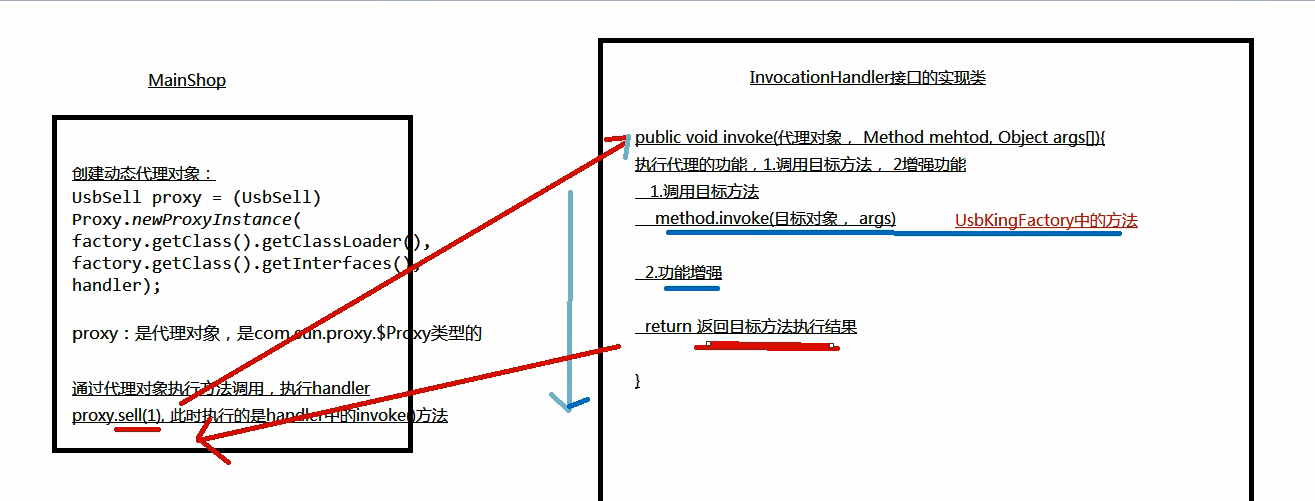 MainShop
创建动态代理对象：
UsbSell proxy = (UsbSell)
Proxy.newProxyInstance(
factory.getClass().getClassLoader(),
factory.getClass().getInterfaces(),
handler);
proxy：是代理对象，是com.sun.proxy.$Proxy类型的
通过代理对象执行方法调用，执行handler
proxy.sell(1), 此时执行的是handler中的invoke()方法
InvocationHandler接口的实现类
public void invoke(代理对象， Method mehtod, Object args[]){
执行代理的功能，1.调用目标方法， 2增强功能
1.调用目标方法
method.invoke(目标对象， args) UsbKingFactory中的方法
2.功能增强
return 返回目标方法执行结果
}